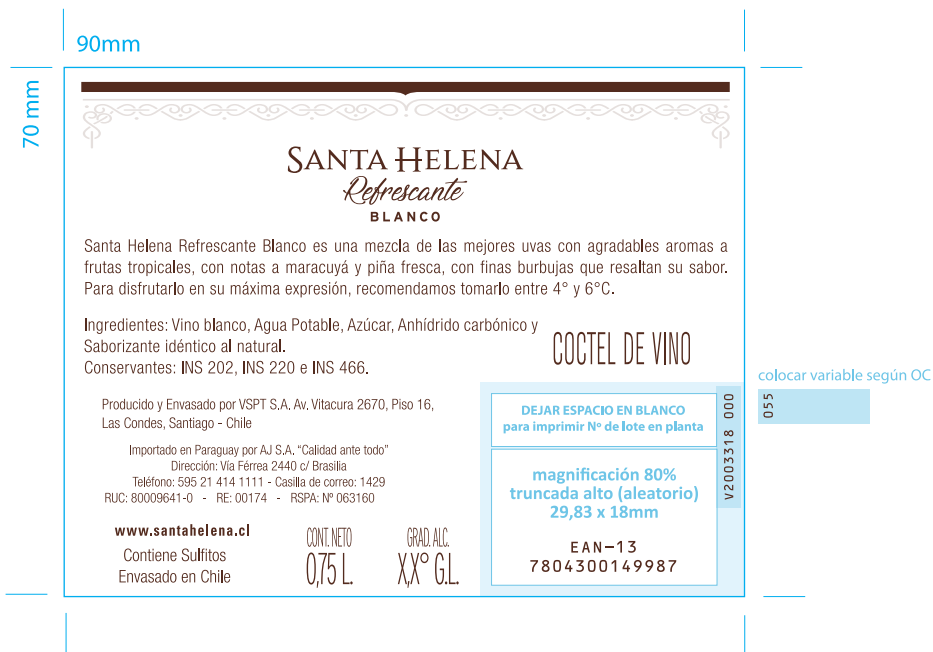 90mm
70 mm
SANTA HELENA
Refrescante
BLANCO
Santa Helena Refrescante Blanco es una mezcla de las mejores uvas con agradables aromas a
frutas tropicales, con notas a maracuyá y piña fresca, con finas burbujas que resaltan su sabor.
Para disfrutarlo en su máxima expresión, recomendamos tomarlo entre 4° y 6°C.
Ingredientes: Vino blanco, Agua Potable, Azúcar, Anhídrido carbónico y
Saborizante idéntico al natural.
Conservantes: INS 202, INS 220 e INS 466.
COCTEL DE VINO
Producido y Envasado por VSPT S.A. Av. Vitacura 2670, Piso 16,
Las Condes, Santiago - Chile
Importado en Paraguay por AJ S.A. “Calidad ante todo”
Dirección: Vía Férrea 2440 c/ Brasilia
Teléfono: 595 21 414 1111 - Casilla de correo: 1429
RUC: 80009641-0 - RE: 00174 - RSPA: Nº 063160
www.santahelena.cl
Contiene Sulfitos
Envasado en Chile
CONT. NETO
0,75 L.
GRAD. ALC.
X,X° G.L.
DEJAR ESPACIO EN BLANCO
para imprimir Nº de lote en planta
magnificación 80%
truncada alto (aleatorio)
29,83 x 18mm
EAN-13
7804300149987
V2003318 000
colocar variable según OC
055